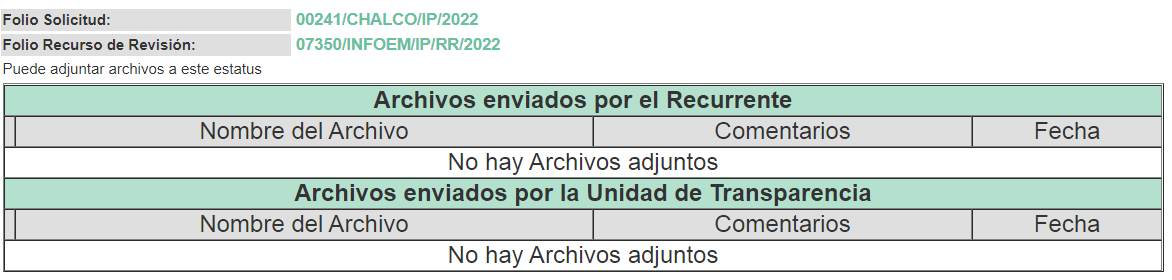 Folio Solicitud: 00241/CHALCO/IP/2022
Folio Recurso de Revisión: 07350/INFOEM/IP/RR/2022
Puede adjuntar archivos a este estatus
Archivos enviados por el Recurrente
Nombre del Archivo Comentarios Fecha
No hay Archivos adjuntos
Archivos enviados por la Unidad de Transparencia
Nombre del Archivo Comentarios Fecha
No hay Archivos adjuntos